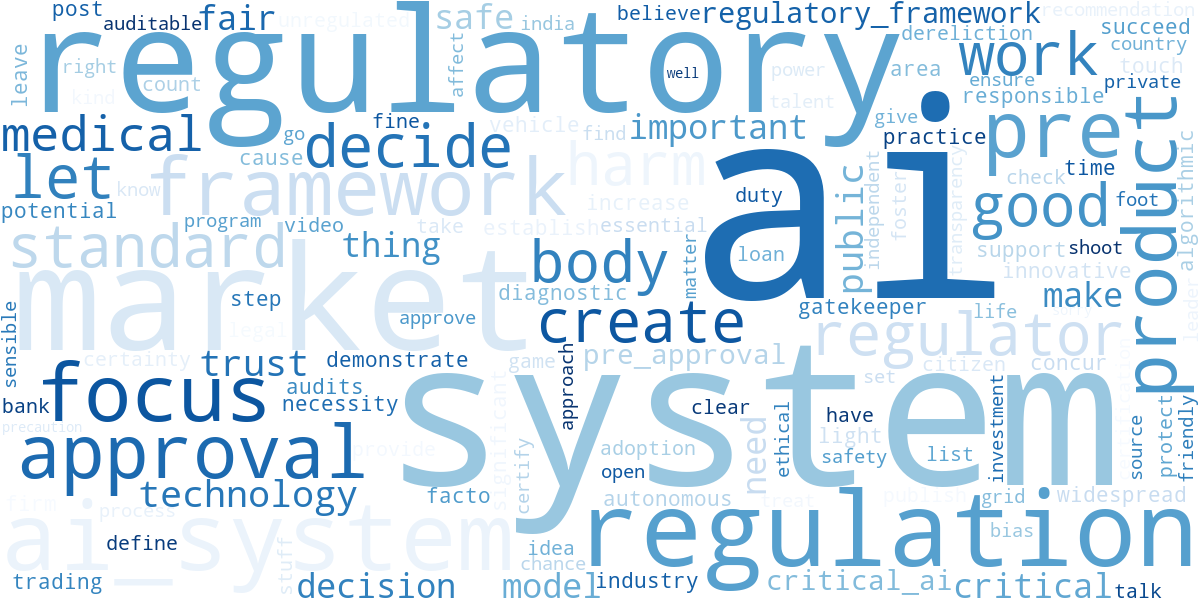 post
auditable
fair
unregulated
safe
india
believe
regulatory_framework
recommendation
leave
right
kind
count
regulatory
affect
well
power
talent
dereliction
area
work
succeed
country
touch
ensure
private
responsible
medical
go
fine
decide
vehicle
find
important
give
practice
pret
product
algorithmic
let
know
cause
framework
harm
ai
duty
increase
public
independent
foster
transparency
check
time
good
foot
potential
program
video
take
establish
essential
standard
thing
body
matter
loan
support
shoot
innovative
market
step
diagnostic
gatekeeper
life
make
leader
sensible
legal
approve
create
regulator
certainty
trust
demonstrate
game
approach
pre_approval
citizen
concur
focus
audits
necessity
significant
system
set
bank
clear
have
investment
precaution
approval
provide
adoption
need
ethical
light
safety
list
source
protect
friendly
technology
facto
certify
open
autonomous
treat
publish
grid
widespread
firm
process
ai_system
regulation
bias
define
stuff
idea
chance
trading
decision
model
industry
critical_ai
critical
talk